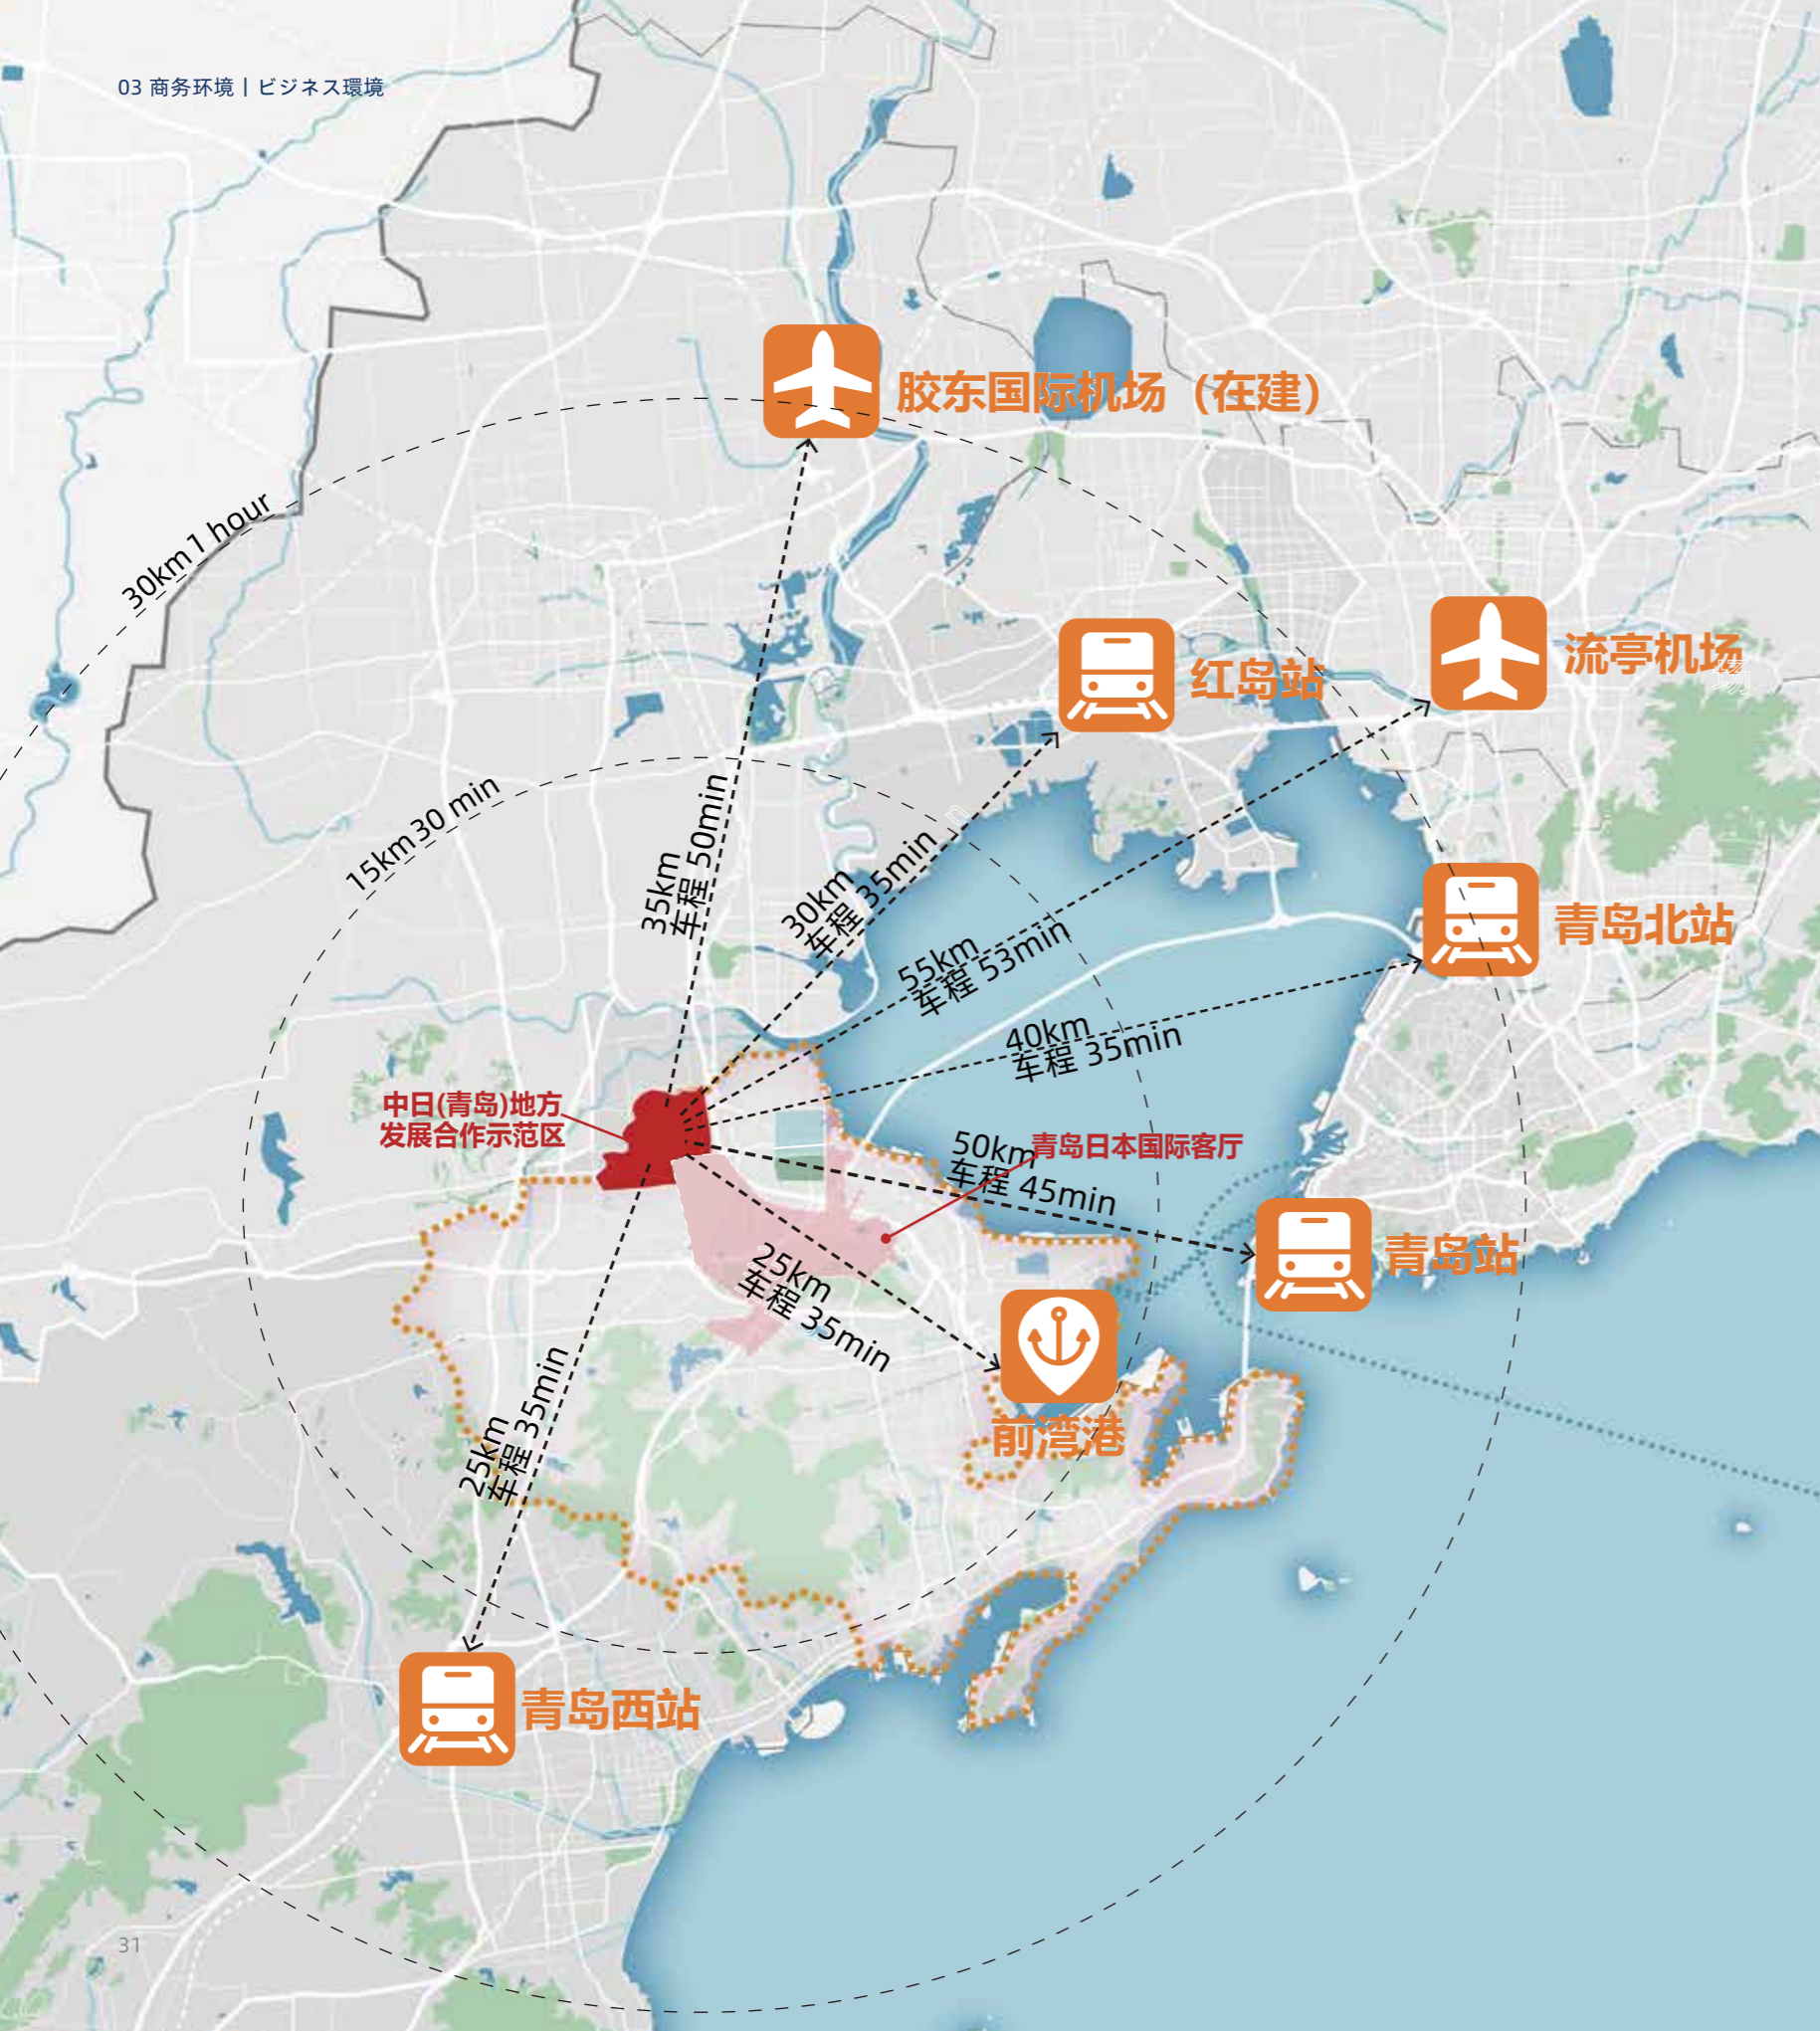 03 商务环境 | ビジネス環境
胶东国际机场（在建）
30km 1 hour
流亭机场
红岛站
15km 30 min
35km
车程 50min
30km
车程 35min
青岛北站
55km
车程 53min
40km
车程 35min
中日(青岛)地方
发展合作示范区
50km
车程 45min
青岛日本国际客厅
青岛站
25km
车程 35min
前湾港
25km
车程 35min
青岛西站
31